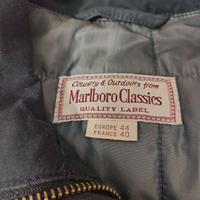 Country & Outdoors from
Marlboro Classics
QUALITY LABEL
EUROPE 44
FRANCE 40